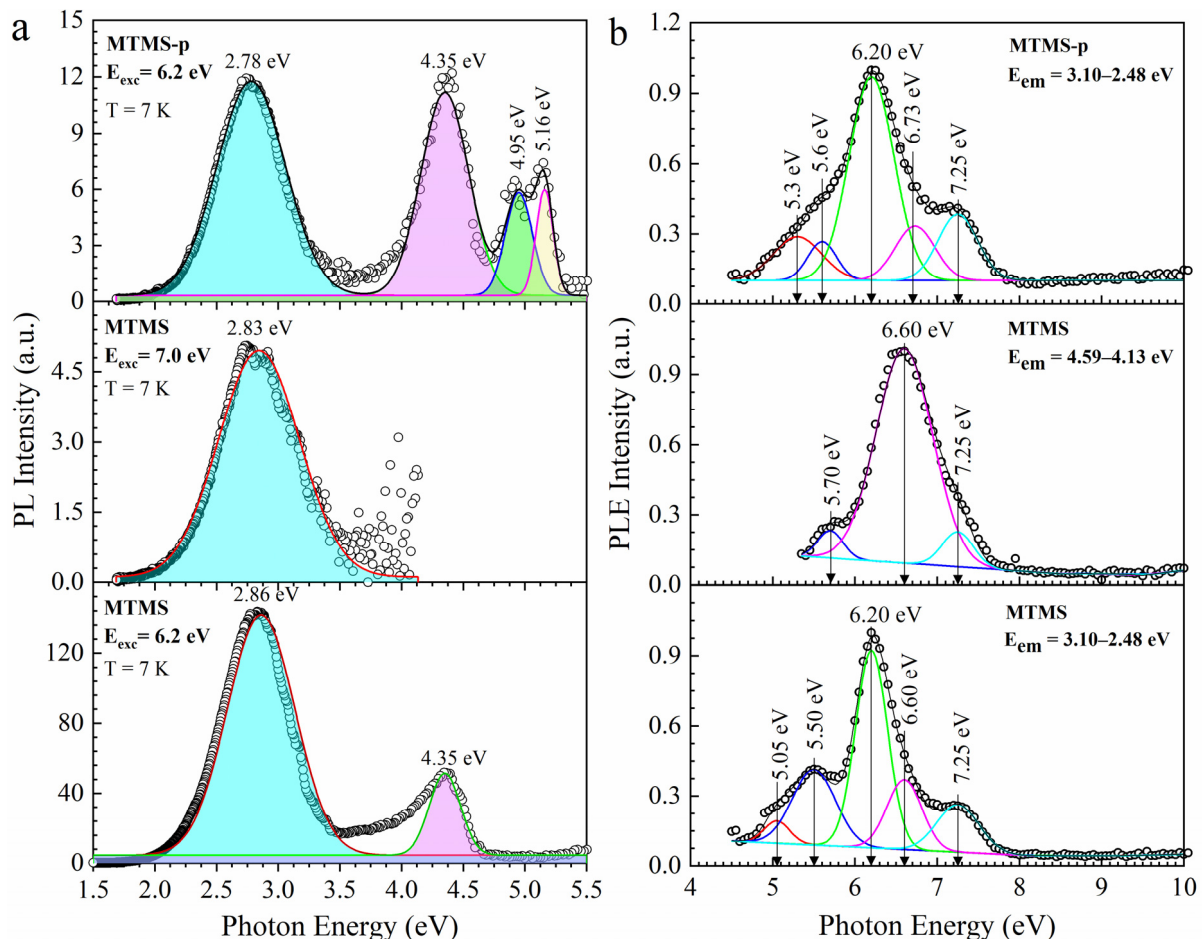 a
PL Intensity (a.u.)
15
12
9
6
3
0
MTMS-p
E_exc = 6.2 eV
T = 7 K
2.78 eV
4.35 eV
4.95 eV
5.16 eV
4.5
3.0
1.5
0.0
MTMS
E_exc = 7.0 eV
T = 7 K
2.83 eV
120
80
40
0
MTMS
E_exc = 6.2 eV
T = 7 K
2.86 eV
4.35 eV
1.5 2.0 2.5 3.0 3.5 4.0 4.5 5.0 5.5
Photon Energy (eV)
b
PLE Intensity (a.u.)
1.2
0.9
0.6
0.3
0.0
MTMS-p
E_em = 3.10–2.48 eV
5.3 eV
5.6 eV
6.20 eV
6.73 eV
7.25 eV
0.9
0.6
0.3
0.0
MTMS
E_em = 4.59–4.13 eV
5.70 eV
6.60 eV
7.25 eV
0.9
0.6
0.3
0.0
MTMS
E_em = 3.10–2.48 eV
5.05 eV
5.50 eV
6.20 eV
6.60 eV
7.25 eV
4 5 6 7 8 9 10
Photon Energy (eV)